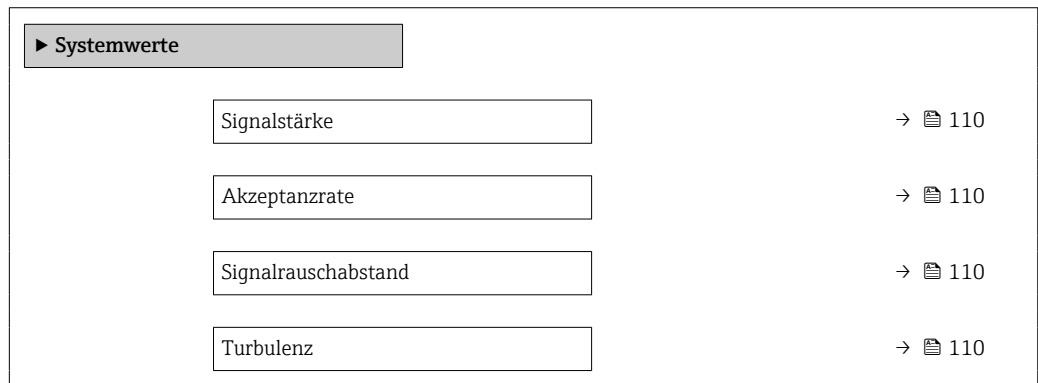 ▶ Systemwerte
Signalstärke → 110
Akzeptanzrate → 110
Signalrauschabstand → 110
Turbulenz → 110